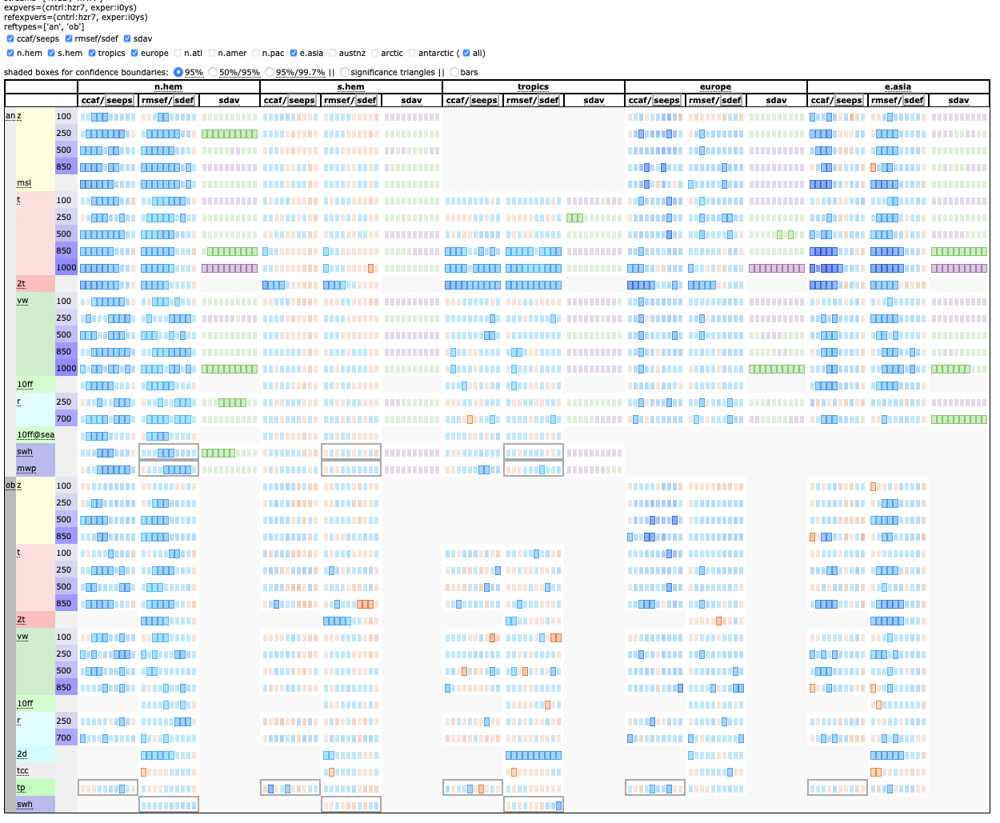 expvers=(cntrl:hzr7, exper:i0ys)
refexpvers=(cntrl:hzr7, exper:i0ys)
reftypes=['an', 'ob']
ccaf/seeps rmsef/sdef sdav
n.hem s.hem tropics europe n.atl n.amer n.pac e.asia austnz arctic antarctic ( all)
shaded boxes for confidence boundaries: 95% 50%/95% 95%/99.7% || significance triangles || bars
n.hem s.hem tropics europe e.asia
ccaf/seeps rmsef/sdef sdav ccaf/seeps rmsef/sdef sdav ccaf/seeps rmsef/sdef sdav ccaf/seeps rmsef/sdef sdav ccaf/seeps rmsef/sdef sdav
an z 100
250
500
850
msl
t 100
250
500
850
1000
2t
vw 100
250
500
850
1000
10ff
r 250
700
10ff@sea
swh
mwp
ob z 100
250
500
850
t 100
250
500
850
2t
vw 100
250
500
850
10ff
r 250
700
2d
tcc
tp
swh